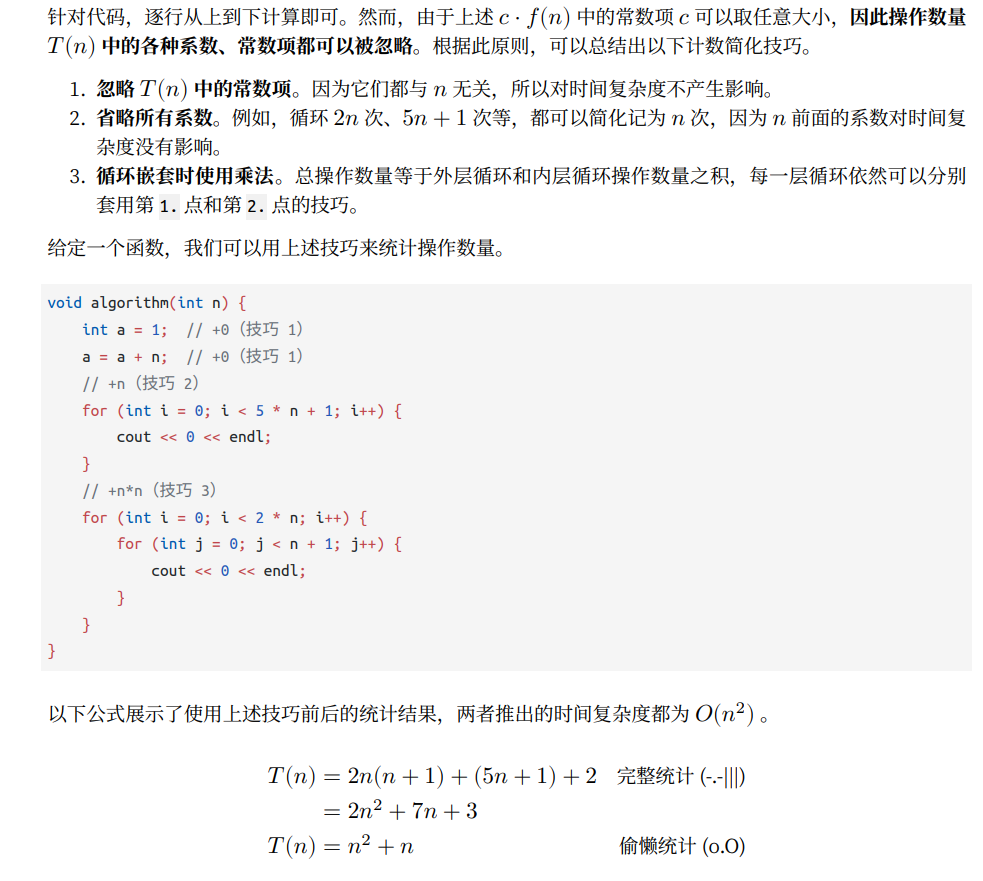 针对代码，逐行从上到下计算即可。然而，由于上述 c · f(n) 中的常数项 c 可以取任意大小，因此操作数量
T(n) 中的各种系数、常数项都可以被忽略。根据此原则，可以总结出以下计数简化技巧。
1. 忽略 T(n) 中的常数项。因为它们都与 n 无关，所以对时间复杂度不产生影响。
2. 省略所有系数。例如，循环 2n 次、5n + 1 次等，都可以简化记为 n 次，因为 n 前面的系数对时间复
杂度没有影响。
3. 循环嵌套时使用乘法。总操作数量等于外层循环和内层循环操作数量之积，每一层循环依然可以分别
套用第 1. 点和第 2. 点的技巧。
给定一个函数，我们可以用上述技巧来统计操作数量。
void algorithm(int n) {
    int a = 1;  // +0（技巧 1）
    a = a + n;  // +0（技巧 1）
    // +n（技巧 2）
    for (int i = 0; i < 5 * n + 1; i++) {
        cout << 0 << endl;
    }
    // +n*n（技巧 3）
    for (int i = 0; i < 2 * n; i++) {
        for (int j = 0; j < n + 1; j++) {
            cout << 0 << endl;
        }
    }
}
以下公式展示了使用上述技巧前后的统计结果，两者推出的时间复杂度都为 O(n²) 。
T(n) = 2n(n + 1) + (5n + 1) + 2 完整统计 (-.-|||)
= 2n² + 7n + 3
T(n) = n² + n 偷懒统计 (o.O)